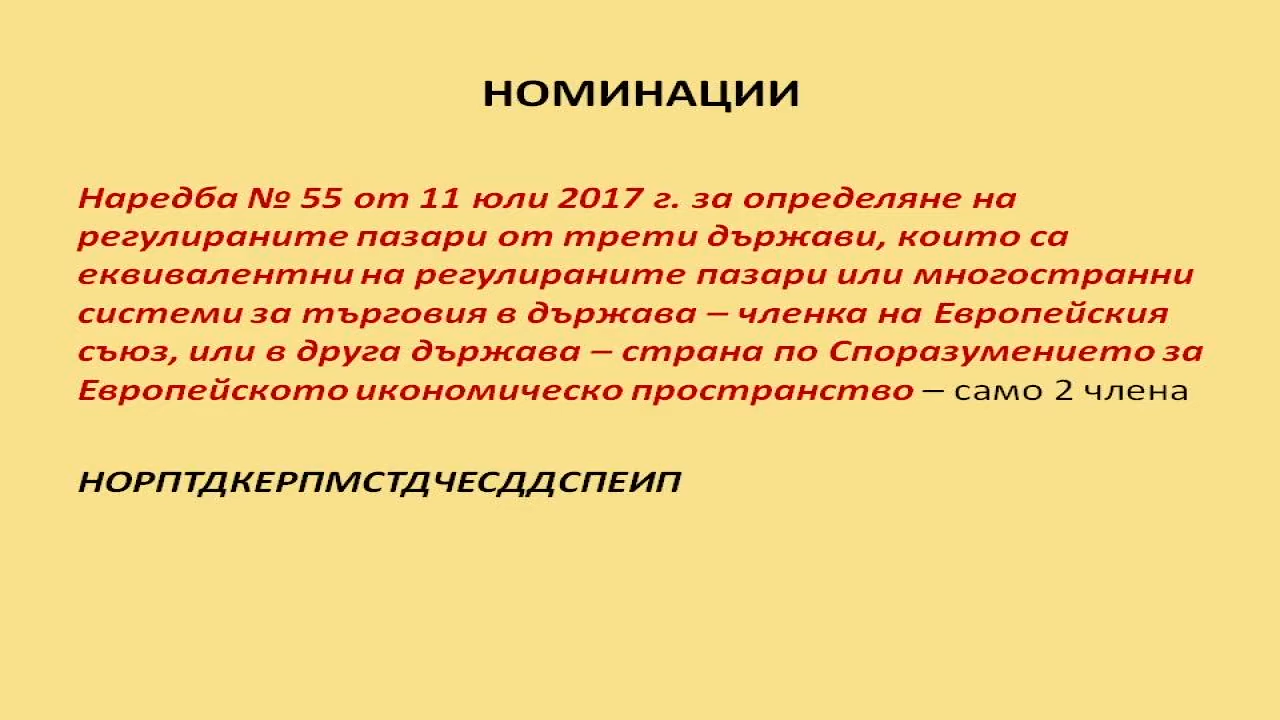 НОМИНАЦИИ
Наредба № 55 от 11 юли 2017 г. за определяне на
регулираните пазари от трети държави, които са
еквивалентни на регулираните пазари или многостранни
системи за търговия в държава – членка на Европейския
съюз, или в друга държава – страна по Споразумението за
Европейското икономическо пространство – само 2 члена
НОРПТДКЕРПМСТДЧЕСДДСПЕИП